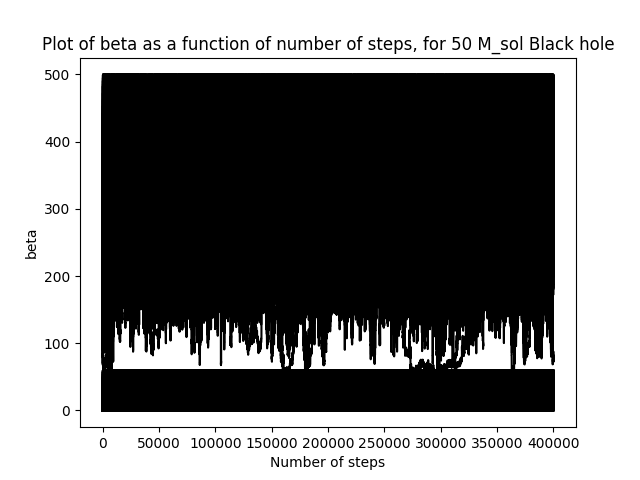 Plot of beta as a function of number of steps, for 50 M_sol Black hole
500
400
300
200
100
0
beta
0 50000 100000 150000 200000 250000 300000 350000 400000
Number of steps